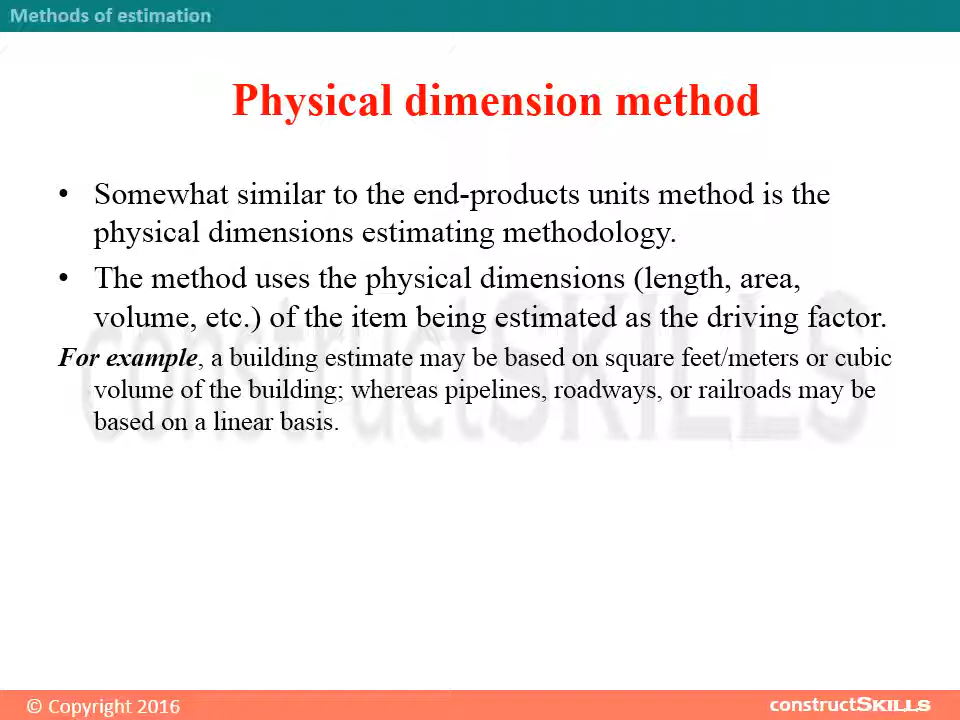 Methods of estimation
Physical dimension method
• Somewhat similar to the end-products units method is the
physical dimensions estimating methodology.
• The method uses the physical dimensions (length, area,
volume, etc.) of the item being estimated as the driving factor.
For example, a building estimate may be based on square feet/meters or cubic
volume of the building; whereas pipelines, roadways, or railroads may be
based on a linear basis.
constructSKILLS
© Copyright 2016
constructSKILLS